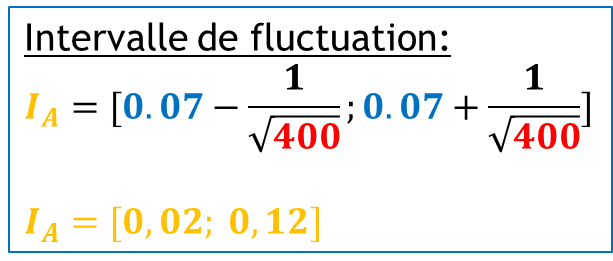 Intervalle de fluctuation:
I_A = [0.07 − 1/√400 ; 0.07 + 1/√400]
I_A = [0,02; 0,12]